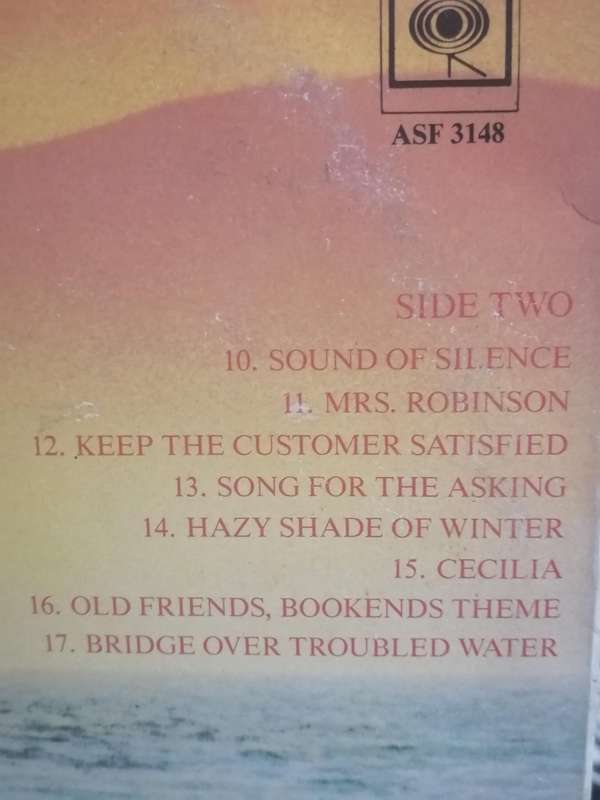 ASF 3148
SIDE TWO
10. SOUND OF SILENCE
11. MRS. ROBINSON
12. KEEP THE CUSTOMER SATISFIED
13. SONG FOR THE ASKING
14. HAZY SHADE OF WINTER
15. CECILIA
16. OLD FRIENDS, BOOKENDS THEME
17. BRIDGE OVER TROUBLED WATER